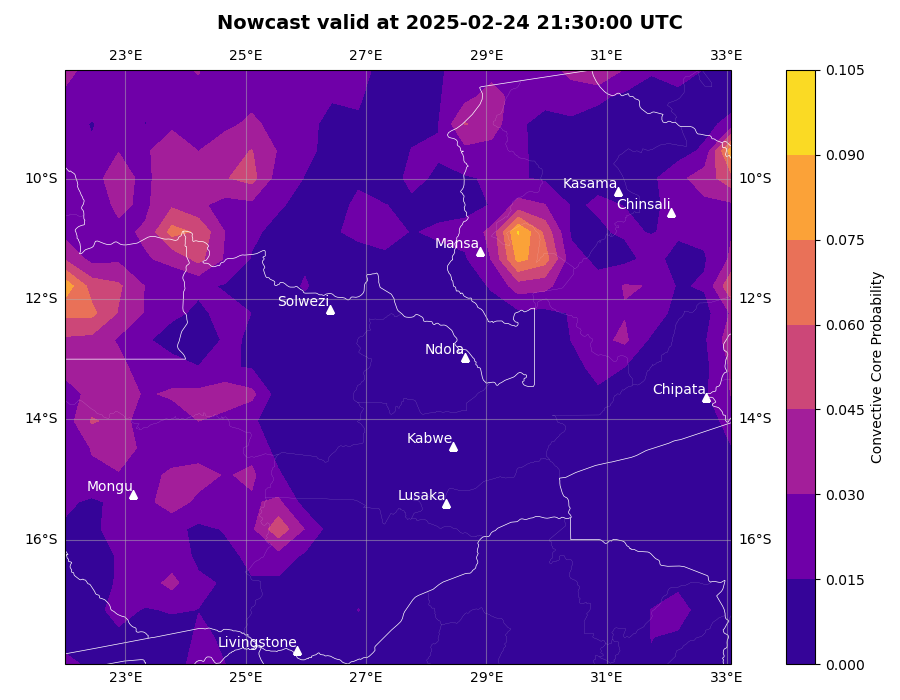 Nowcast valid at 2025-02-24 21:30:00 UTC
23°E 25°E 27°E 29°E 31°E 33°E
0.105
0.090
10°S 10°S
Kasama
Chinsali
0.075
Mansa
12°S 12°S
Solwezi
0.060
Ndola
Convective Core Probability
Chipata
0.045
14°S 14°S
Kabwe
Mongu
Lusaka
0.030
16°S 16°S
0.015
Livingstone
0.000
23°E 25°E 27°E 29°E 31°E 33°E